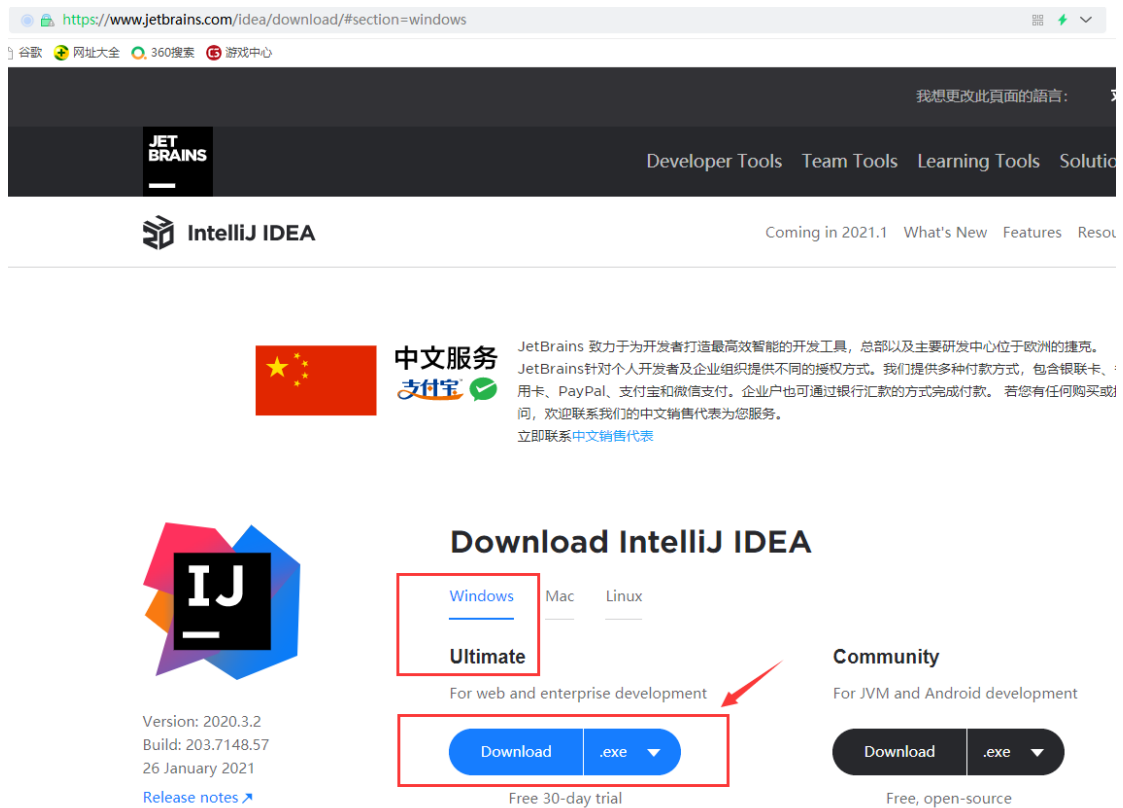 https://www.jetbrains.com/idea/download/#section=windows
谷歌 网址大全 360搜索 游戏中心
我想更改此頁面的語言：
JET
BRAINS
Developer Tools Team Tools Learning Tools Solutio
IntelliJ IDEA
Coming in 2021.1 What's New Features Resou
中文服务
支付宝
JetBrains 致力于为开发者打造最高效智能的开发工具，总部以及主要研发中心位于欧洲的捷克。
JetBrains针对个人开发者及企业组织提供不同的授权方式。我们提供多种付款方式，包含银联卡、
用卡、PayPal、支付宝和微信支付。企业户也可通过银行汇款的方式完成付款。 若您有任何购买或
问，欢迎联系我们的中文销售代表为您服务。
立即联系中文销售代表
IJ
Download IntelliJ IDEA
Windows Mac Linux
Ultimate
For web and enterprise development
Download .exe
Free 30-day trial
Community
For JVM and Android development
Download .exe
Free, open-source
Version: 2020.3.2
Build: 203.7148.57
26 January 2021
Release notes